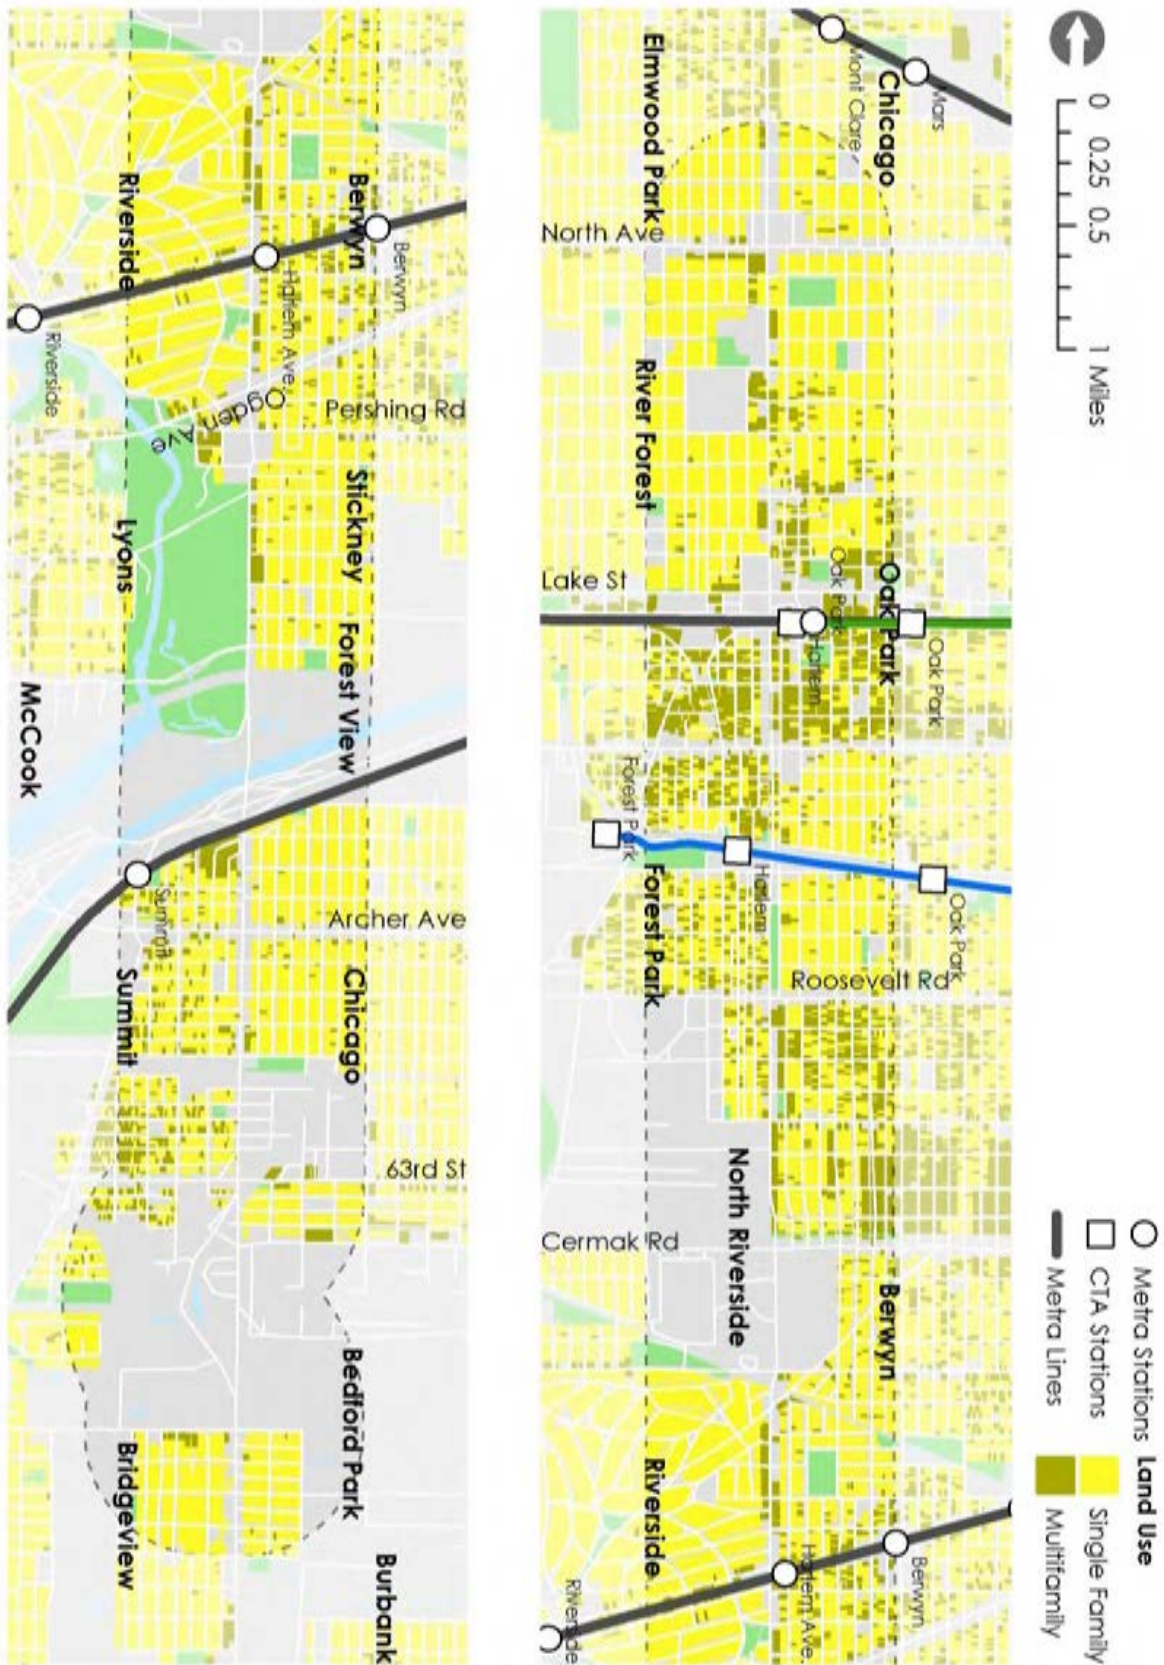 0 0.25 0.5 1 Miles
Metra Stations
CTA Stations
Metra Lines
Land Use
Single Family
Multifamily
Mars
Mont Clare
Chicago
Elmwood Park
North Ave
River Forest
Lake St
Oak Park
Oak Park
Oak Park
Harlem
Forest Park
Forest Park
Harlem
Oak Park
Roosevelt Rd
North Riverside
Cermak Rd
Berwyn
Riverside
Berwyn
Harlem Ave.
Riverside
Berwyn
Berwyn
Riverside
Harlem Ave.
Riverside
Ogden Ave
Pershing Rd
Stickney
Lyons
Forest View
McCook
Summit
Archer Ave
Summit
Chicago
63rd St
Bedford Park
Bridgeview
Burbank